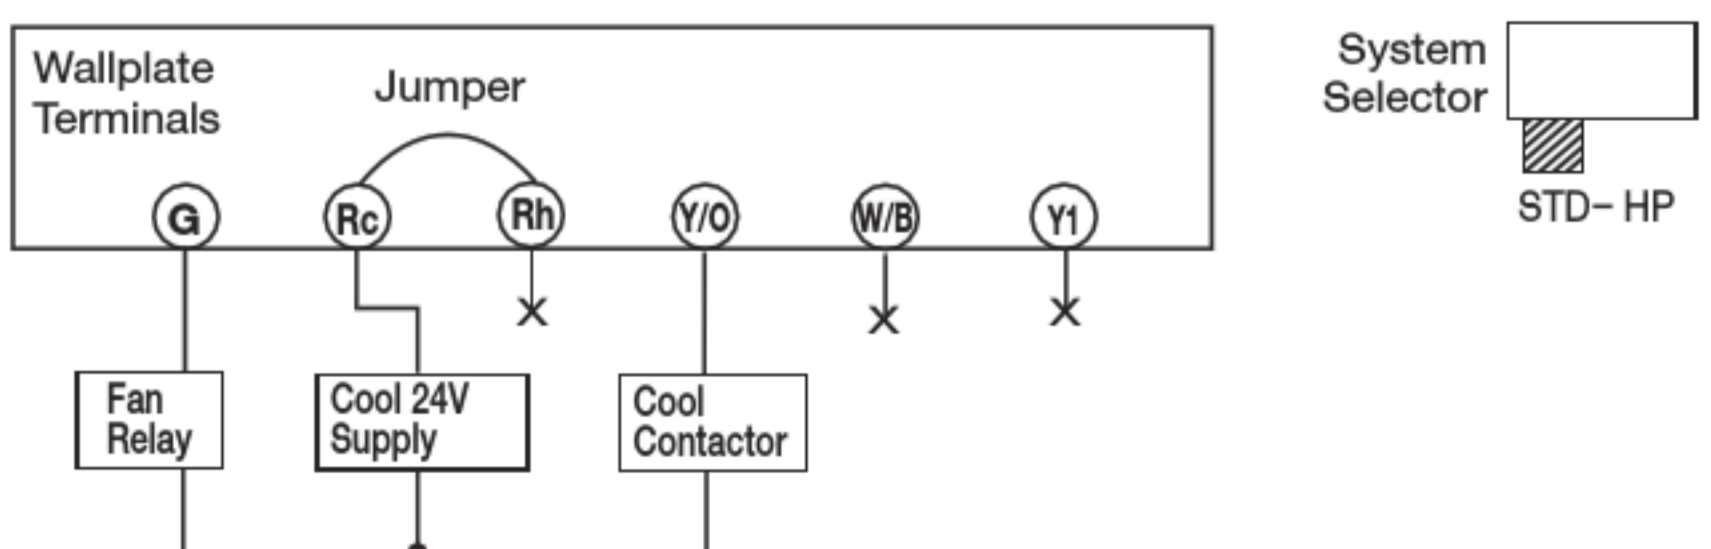 Wallplate
Terminals
Jumper
System
Selector
STD– HP
G
Rc
Rh
Y/O
W/B
Y1
Fan
Relay
Cool 24V
Supply
Cool
Contactor